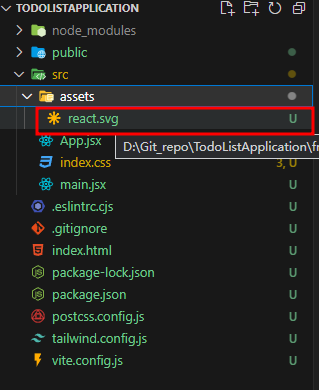 TODOLISTAPPLICATION
node_modules
public
src
assets
react.svg U
App.jsx
D:\Git_repo\TodoListApplication\fr
index.css 3, U
main.jsx U
.eslintrc.cjs U
.gitignore U
index.html U
package-lock.json U
package.json U
postcss.config.js U
tailwind.config.js U
vite.config.js U